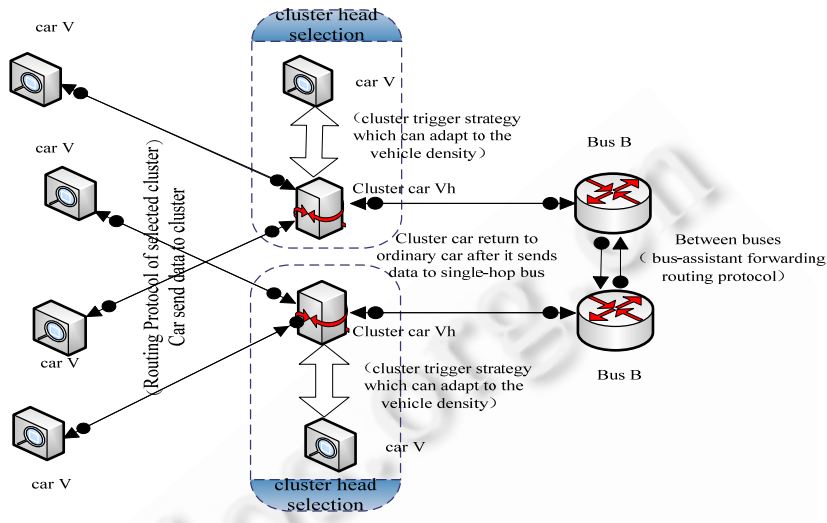 cluster head
selection
car V
car V
（cluster trigger strategy
which can adapt to the
vehicle density）
car V
Bus B
Cluster car Vh
（Routing Protocol of selected cluster）
Car send data to cluster
Cluster car return to
ordinary car after it sends
data to single-hop bus
Between buses
（bus-assistant forwarding
routing protocol）
Cluster car Vh
car V
（cluster trigger strategy
which can adapt to the
vehicle density）
Bus B
car V
car V
cluster head
selection